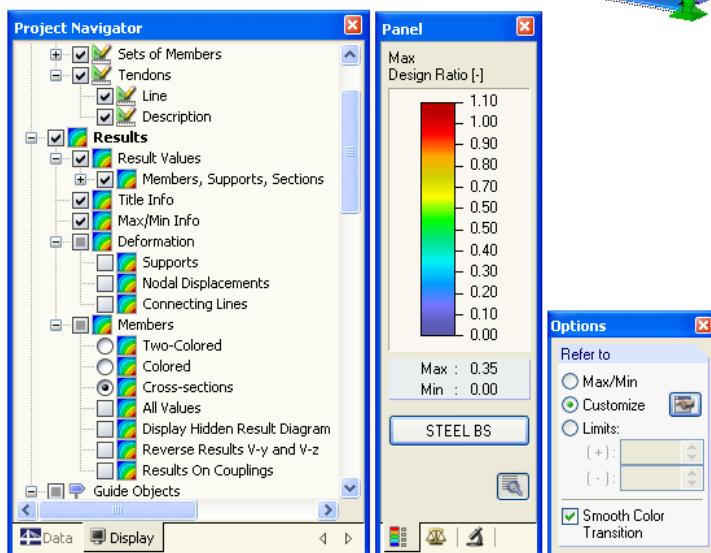 Project Navigator
Sets of Members
Tendons
Line
Description
Results
Result Values
Members, Supports, Sections
Title Info
Max/Min Info
Deformation
Supports
Nodal Displacements
Connecting Lines
Members
Two-Colored
Colored
Cross-sections
All Values
Display Hidden Result Diagram
Reverse Results V-y and V-z
Results On Couplings
Guide Objects
Data Display
Panel
Max
Design Ratio [-]
1.10
1.00
0.90
0.80
0.70
0.50
0.50
0.40
0.30
0.20
0.10
0.00
Max : 0.35
Min : 0.00
STEEL BS
Options
Refer to
Max/Min
Customize
Limits:
(+):
(-):
Smooth Color
Transition